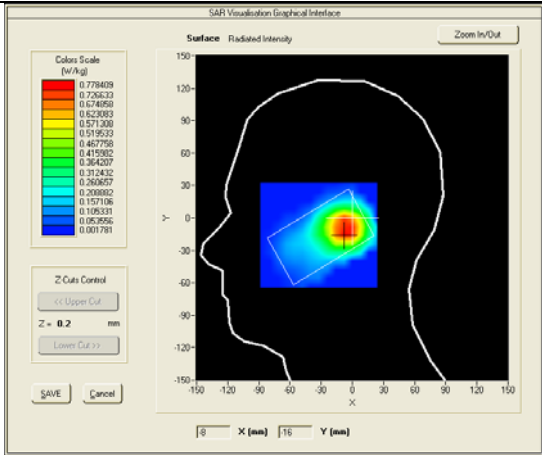 SAR Visualisation Graphical Interface
Surface Radiated Intensity
Zoom In/Out
Colors Scale
(W/kg)
0.778409
0.726633
0.674858
0.623083
0.571308
0.519533
0.467758
0.415982
0.364207
0.312432
0.260657
0.208882
0.157106
0.105331
0.053556
0.001781
150-
120-
90-
60-
30-
Y 0-
-30-
-60-
-90-
-120-
-150-
-150 -120 -90 -60 -30 0 30 60 90 120 150
X
Z Cuts Control
<< Upper Cut
Z = 0.2 mm
Lower Cut >>
SAVE Cancel
-8 X (mm) -16 Y (mm)